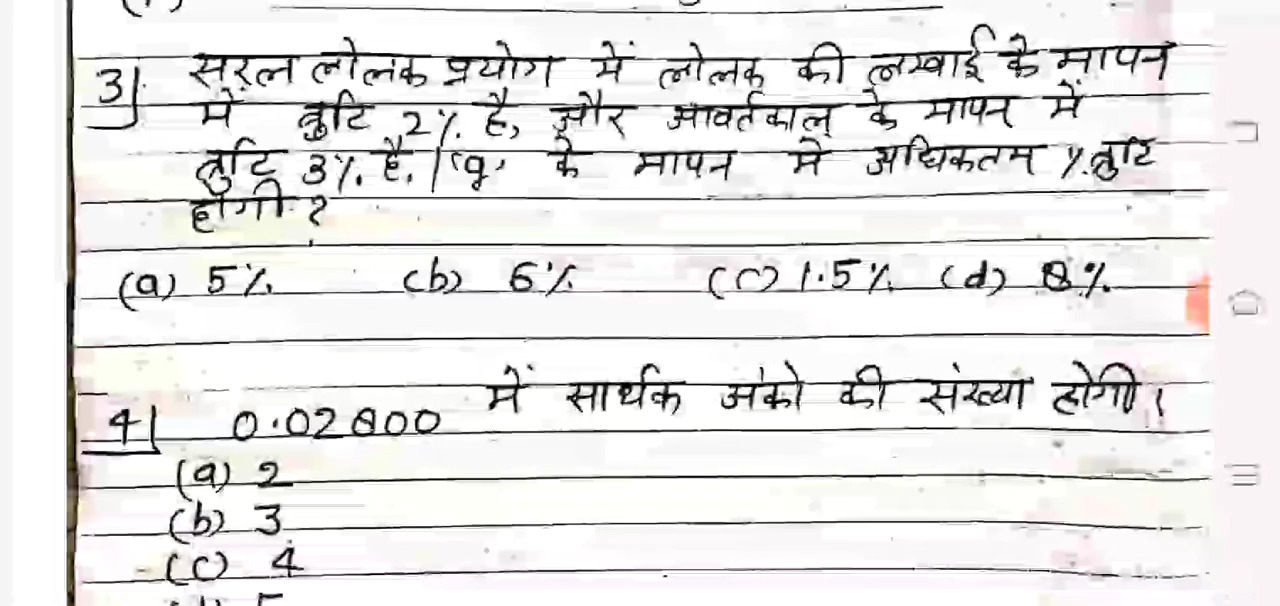 3) सरल लोलक प्रयोग में लोलक की लम्बाई के मापन
में त्रुटि 2% है, और आवर्तकाल के मापन में
त्रुटि 3% है। 'g' के मापन मे अधिकतम % त्रुटि
होगी ?
(a) 5% (b) 6% (c) 1.5% (d) 8%
4) 0.02800 में सार्थक अंको की संख्या होगी।
(a) 2
(b) 3
(c) 4